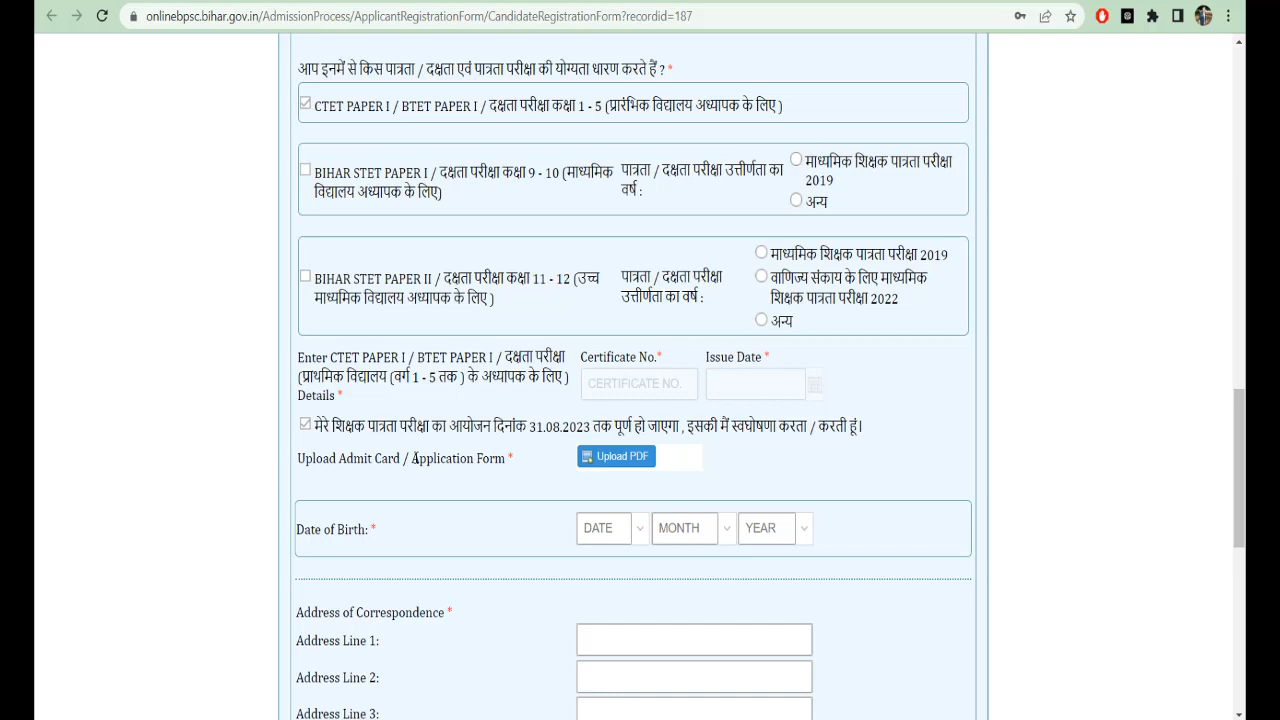 onlinebpsc.bihar.gov.in/AdmissionProcess/ApplicantRegistrationForm/CandidateRegistrationForm?recordid=187
आप इनमें से किस पात्रता / दक्षता एवं पात्रता परीक्षा की योग्यता धारण करते हैं ? *
CTET PAPER I / BTET PAPER I / दक्षता परीक्षा कक्षा 1 - 5 (प्रारंभिक विद्यालय अध्यापक के लिए )
BIHAR STET PAPER I / दक्षता परीक्षा कक्षा 9 - 10 (माध्यमिक
विद्यालय अध्यापक के लिए)
पात्रता / दक्षता परीक्षा उत्तीर्णता का
वर्ष :
माध्यमिक शिक्षक पात्रता परीक्षा
2019
अन्य
BIHAR STET PAPER II / दक्षता परीक्षा कक्षा 11 - 12 (उच्च
माध्यमिक विद्यालय अध्यापक के लिए )
पात्रता / दक्षता परीक्षा
उत्तीर्णता का वर्ष :
माध्यमिक शिक्षक पात्रता परीक्षा 2019
वाणिज्य संकाय के लिए माध्यमिक
शिक्षक पात्रता परीक्षा 2022
अन्य
Enter CTET PAPER I / BTET PAPER I / दक्षता परीक्षा
(प्राथमिक विद्यालय (वर्ग 1 - 5 तक ) के अध्यापक के लिए )
Details *
Certificate No.* Issue Date *
CERTIFICATE NO.
मेरे शिक्षक पात्रता परीक्षा का आयोजन दिनांक 31.08.2023 तक पूर्ण हो जाएगा , इसकी मैं स्वघोषणा करता / करती हूं।
Upload Admit Card / Application Form * Upload PDF
Date of Birth: * DATE MONTH YEAR
Address of Correspondence *
Address Line 1:
Address Line 2:
Address Line 3: